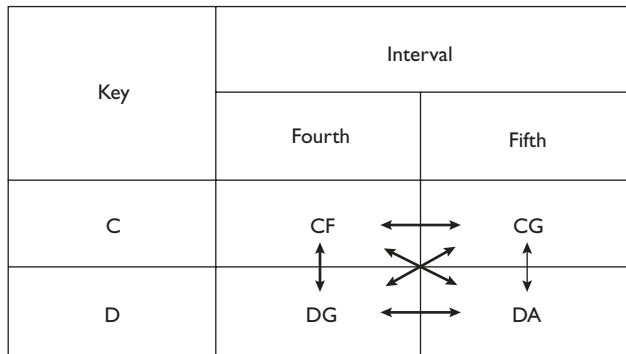 Key
Interval
Fourth Fifth
C CF CG
D DG DA